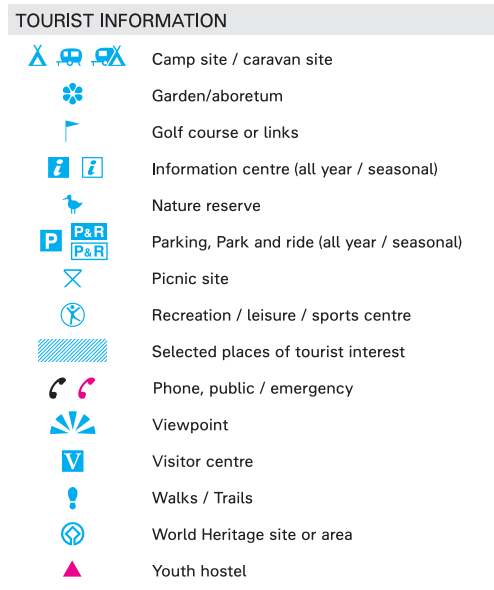 TOURIST INFORMATION
Camp site / caravan site
Garden/aboretum
Golf course or links
i i Information centre (all year / seasonal)
Nature reserve
P P&R P&R Parking, Park and ride (all year / seasonal)
Picnic site
Recreation / leisure / sports centre
Selected places of tourist interest
Phone, public / emergency
Viewpoint
V Visitor centre
Walks / Trails
World Heritage site or area
Youth hostel